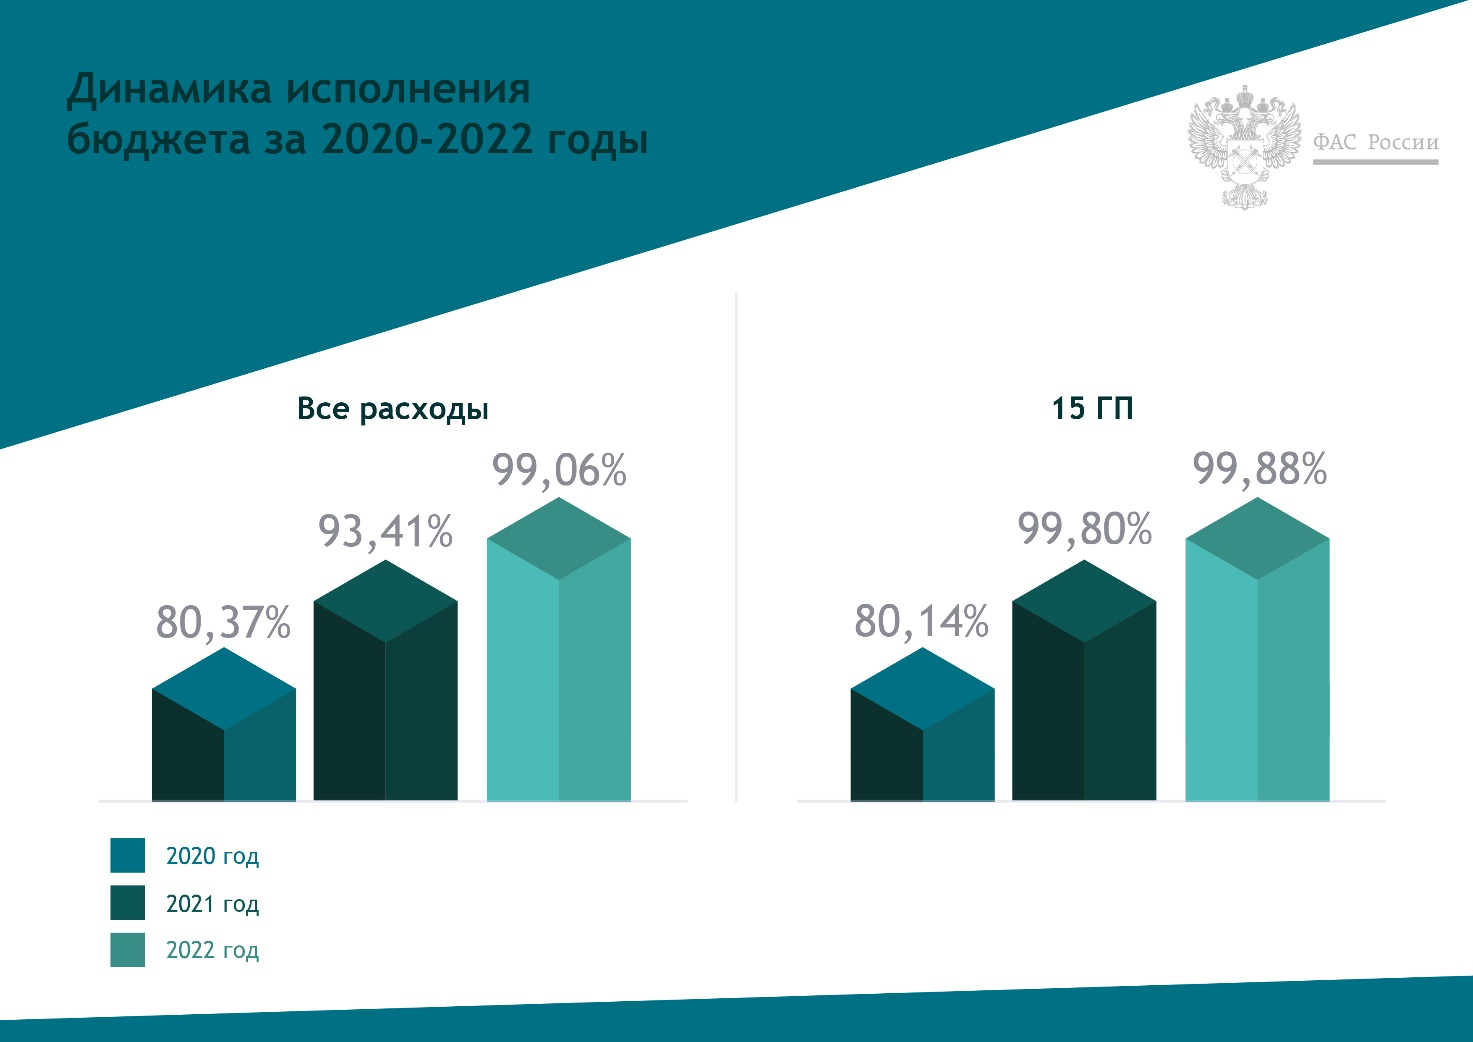 Динамика исполнения
бюджета за 2020-2022 годы
ФАС России
Все расходы
80,37%
93,41%
99,06%
15 ГП
80,14%
99,80%
99,88%
2020 год
2021 год
2022 год